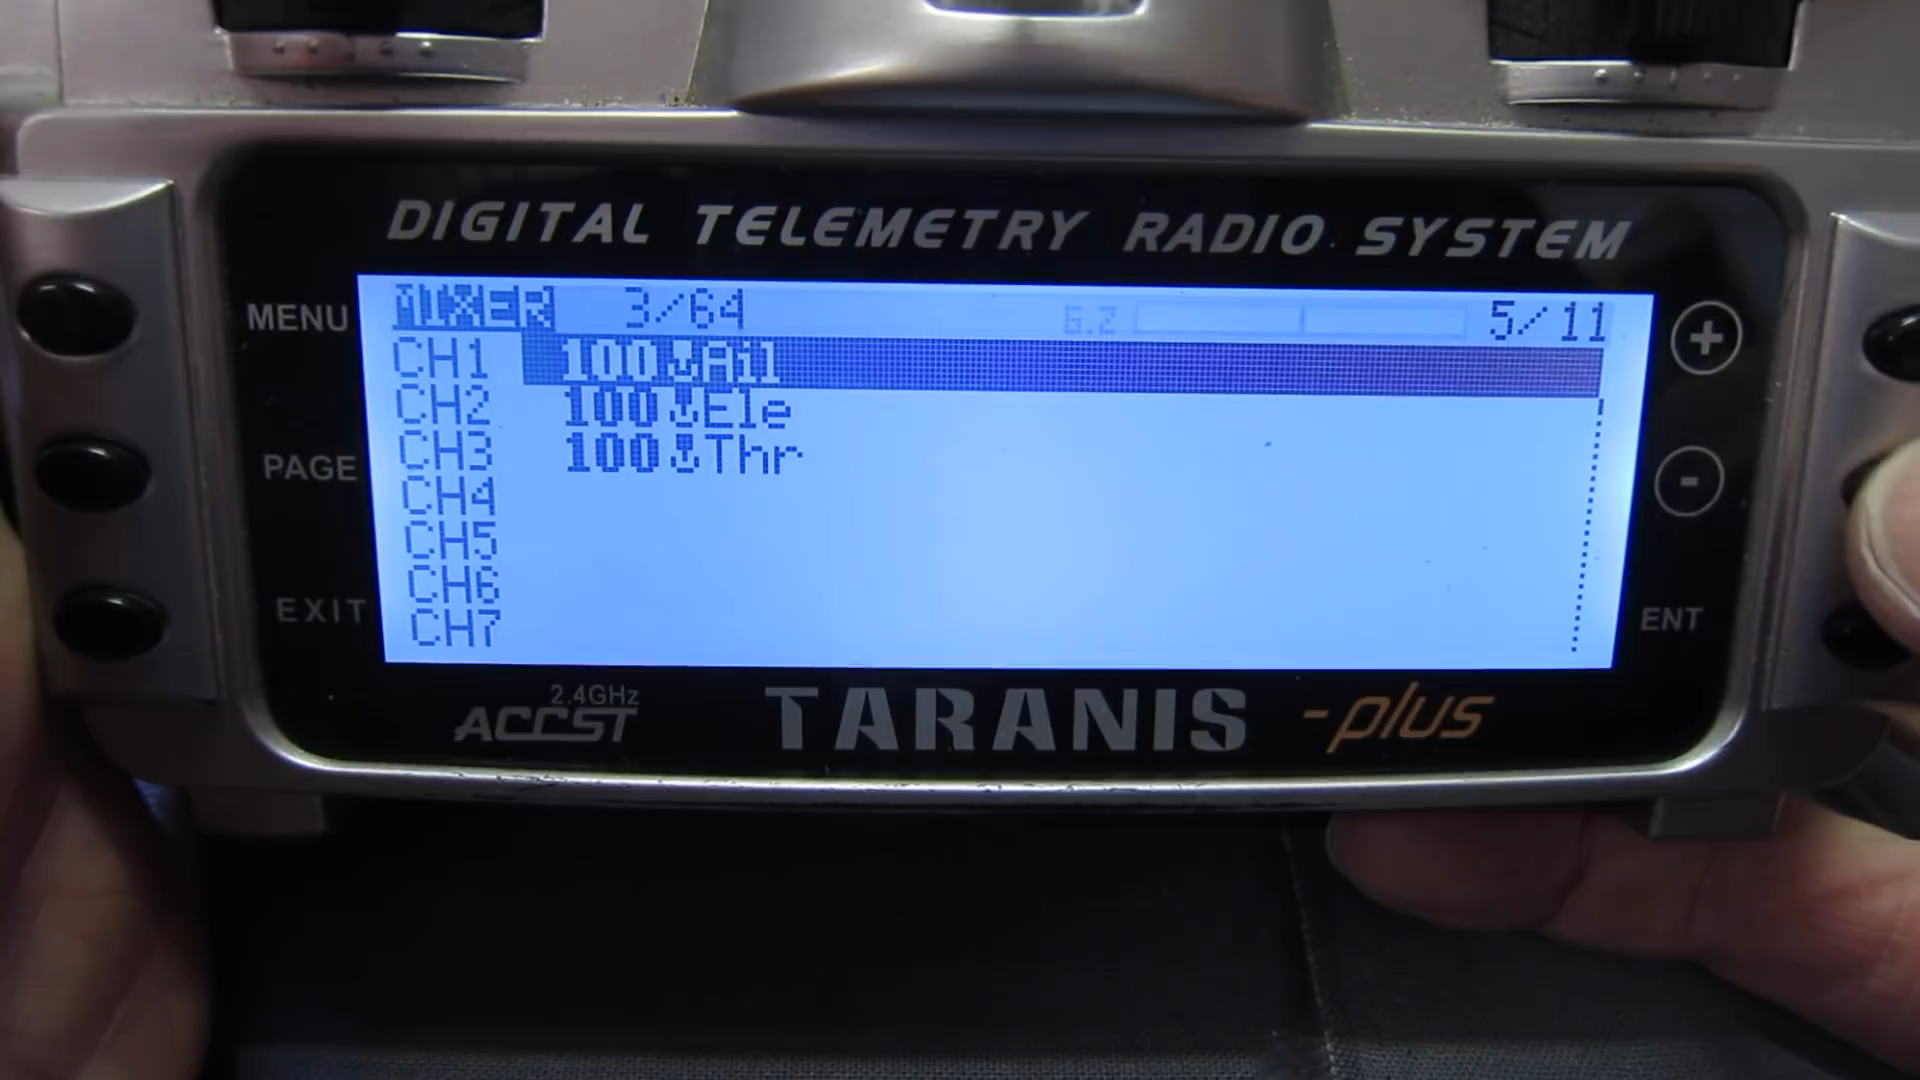 DIGITAL TELEMETRY RADIO SYSTEM
MENU
PAGE
EXIT
MIXER 3/64 5/11
CH1 100 Ail
CH2 100 Ele
CH3 100 Thr
CH4
CH5
CH6
CH7
+
-
ENT
2.4GHz
ACCST
TARANIS -plus